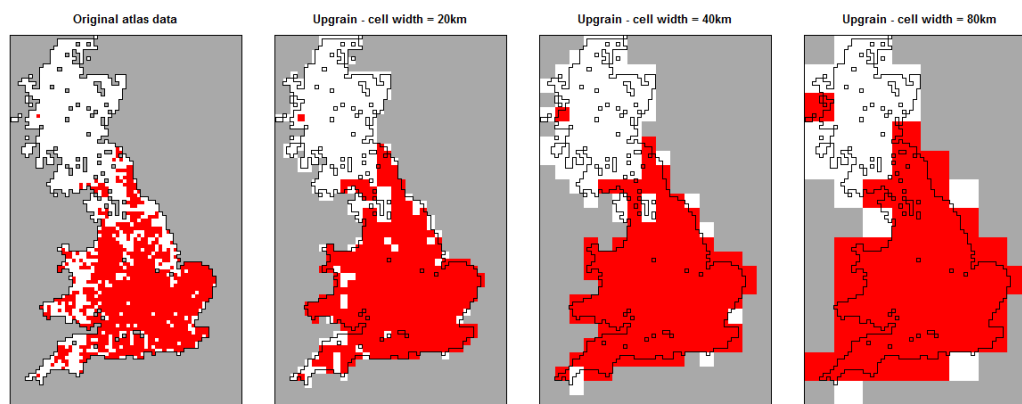 Original atlas data
Upgrain - cell width = 20km
Upgrain - cell width = 40km
Upgrain - cell width = 80km